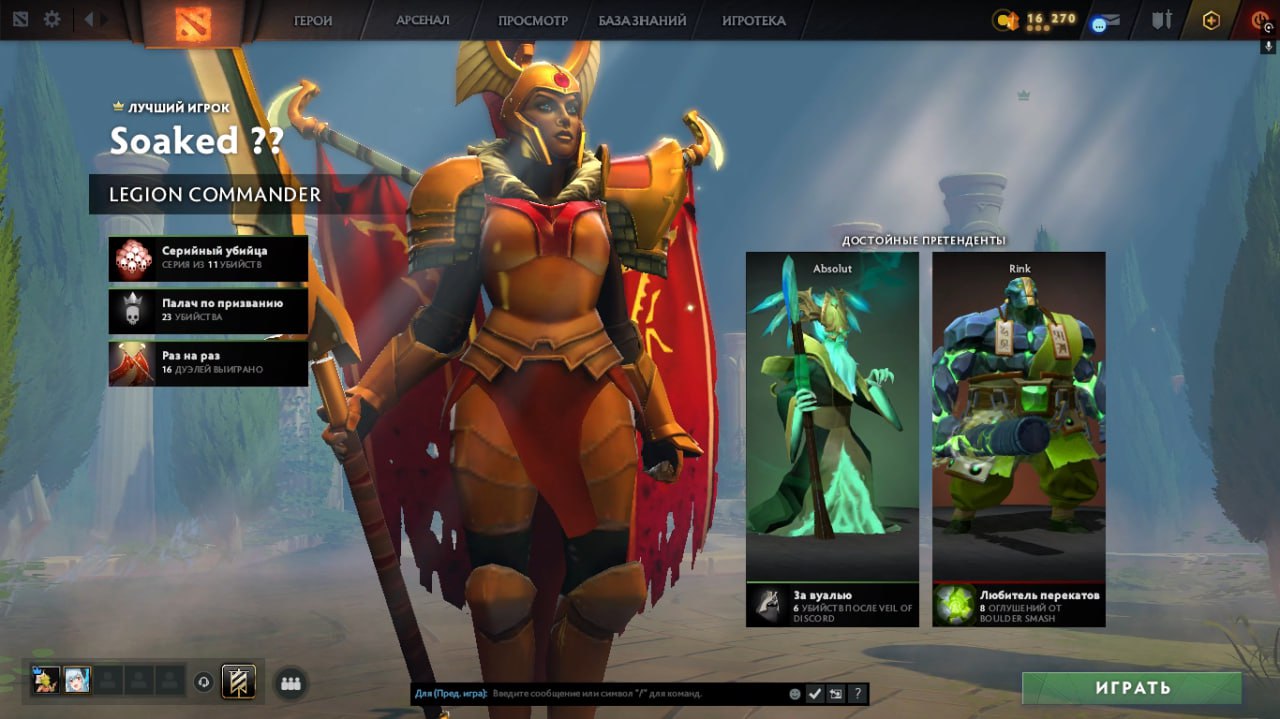 ГЕРОИ
АРСЕНАЛ
ПРОСМОТР
БАЗА ЗНАНИЙ
ИГРОТЕКА
16 270
ЛУЧШИЙ ИГРОК
Soaked ??
LEGION COMMANDER
Серийный убийца
СЕРИЯ ИЗ 11 УБИЙСТВ
Палач по призванию
23 УБИЙСТВА
Раз на раз
16 ДУЭЛЕЙ ВЫИГРАНО
ДОСТОЙНЫЕ ПРЕТЕНДЕНТЫ
Absolut
За вуалью
6 УБИЙСТВ ПОСЛЕ VEIL OF
DISCORD
Rink
Любитель перекатов
8 ОГЛУШЕНИЙ ОТ
BOULDER SMASH
Для (Пред. игра): Введите сообщение или символ "/" для команд.
?
ИГРАТЬ